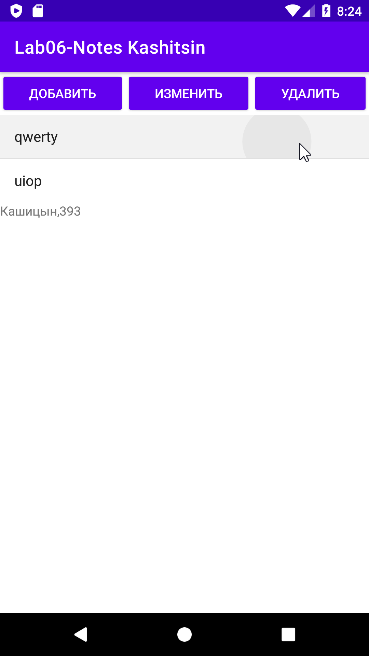 8:24
Lab06-Notes Kashitsin
ДОБАВИТЬ ИЗМЕНИТЬ УДАЛИТЬ
qwerty
uiop
Кашицын,393